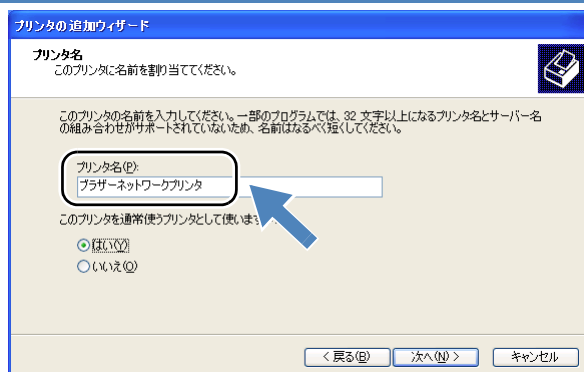 プリンタの追加ウィザード
プリンタ名
このプリンタに名前を割り当ててください。
このプリンタの名前を入力してください。一部のプログラムでは、32 文字以上になるプリンタ名とサーバー名
の組み合わせがサポートされていないため、名前はなるべく短くしてください。
プリンタ名(P):
ブラザーネットワークプリンタ
このプリンタを通常使うプリンタとして使いま
はい(Y)
いいえ(O)
< 戻る(B)
次へ(N) >
キャンセル